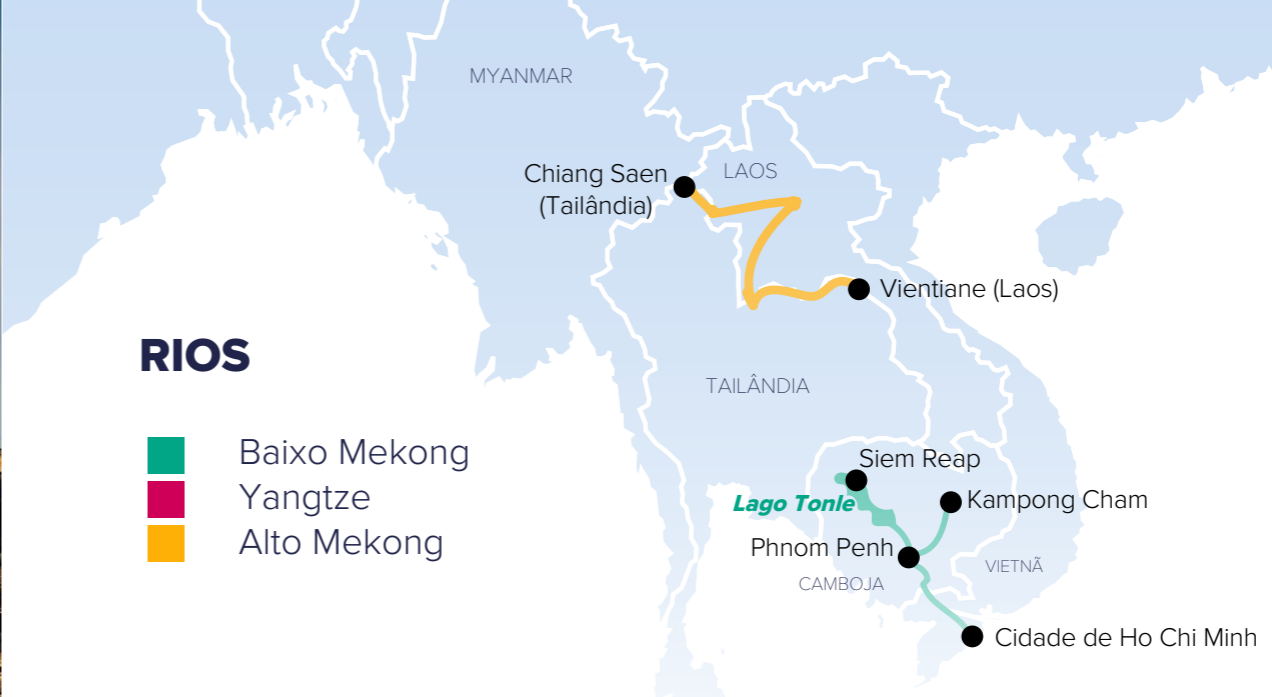 MYANMAR
Chiang Saen
(Tailândia)
LAOS
Vientiane (Laos)
RIOS
Baixo Mekong
Yangtze
Alto Mekong
TAILÂNDIA
Siem Reap
Lago Tonle
Kampong Cham
Phnom Penh
CAMBOJA
VIETNÃ
Cidade de Ho Chi Minh